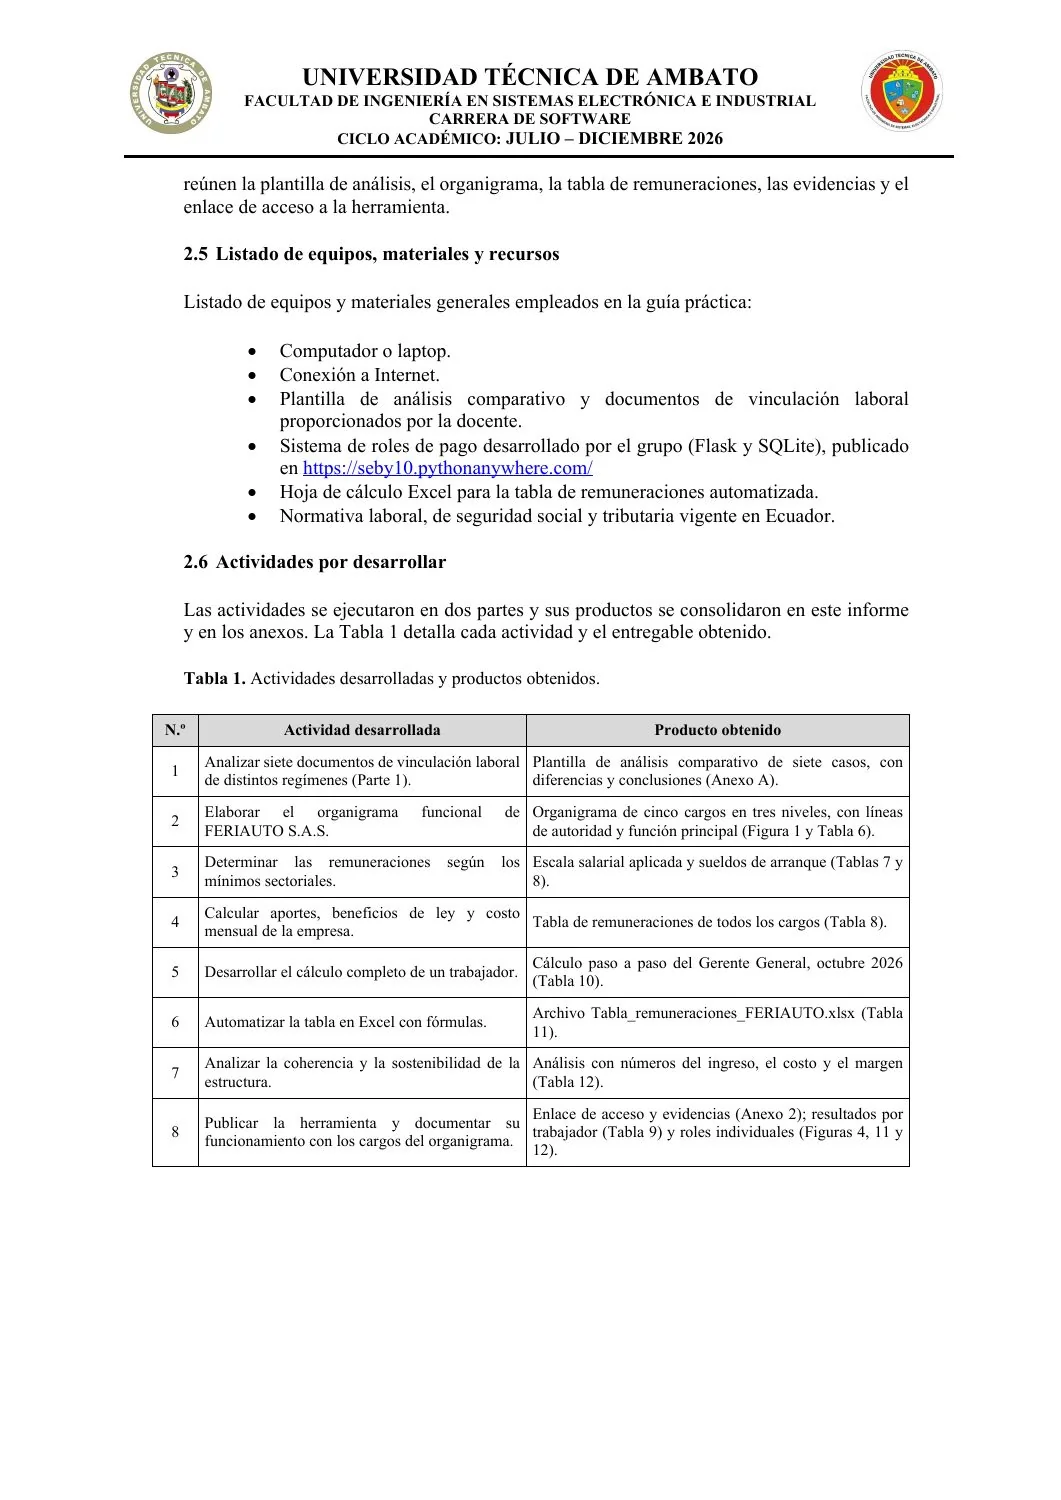 UNIVERSIDAD TÉCNICA DE AMBATO
FACULTAD DE INGENIERÍA EN SISTEMAS ELECTRÓNICA E INDUSTRIAL
CARRERA DE SOFTWARE
CICLO ACADÉMICO: JULIO – DICIEMBRE 2026
UNIVERSIDAD TECNICA DE AMBATO
reúnen la plantilla de análisis, el organigrama, la tabla de remuneraciones, las evidencias y el
enlace de acceso a la herramienta.
2.5 Listado de equipos, materiales y recursos
Listado de equipos y materiales generales empleados en la guía práctica:
• Computador o laptop.
• Conexión a Internet.
• Plantilla de análisis comparativo y documentos de vinculación laboral
proporcionados por la docente.
• Sistema de roles de pago desarrollado por el grupo (Flask y SQLite), publicado
en https://seby10.pythonanywhere.com/
• Hoja de cálculo Excel para la tabla de remuneraciones automatizada.
• Normativa laboral, de seguridad social y tributaria vigente en Ecuador.
2.6 Actividades por desarrollar
Las actividades se ejecutaron en dos partes y sus productos se consolidaron en este informe
y en los anexos. La Tabla 1 detalla cada actividad y el entregable obtenido.
Tabla 1. Actividades desarrolladas y productos obtenidos.
N.º Actividad desarrollada Producto obtenido
1
Analizar siete documentos de vinculación laboral
de distintos regímenes (Parte 1).
Plantilla de análisis comparativo de siete casos, con
diferencias y conclusiones (Anexo A).
2
Elaborar el organigrama funcional de
FERIAUTO S.A.S.
Organigrama de cinco cargos en tres niveles, con líneas
de autoridad y función principal (Figura 1 y Tabla 6).
3
Determinar las remuneraciones según los
mínimos sectoriales.
Escala salarial aplicada y sueldos de arranque (Tablas 7 y
8).
4
Calcular aportes, beneficios de ley y costo
mensual de la empresa.
Tabla de remuneraciones de todos los cargos (Tabla 8).
5
Desarrollar el cálculo completo de un trabajador.
Cálculo paso a paso del Gerente General, octubre 2026
(Tabla 10).
6
Automatizar la tabla en Excel con fórmulas.
Archivo Tabla_remuneraciones_FERIAUTO.xlsx (Tabla
11).
7
Analizar la coherencia y la sostenibilidad de la
estructura.
Análisis con números del ingreso, el costo y el margen
(Tabla 12).
8
Publicar la herramienta y documentar su
funcionamiento con los cargos del organigrama.
Enlace de acceso y evidencias (Anexo 2); resultados por
trabajador (Tabla 9) y roles individuales (Figuras 4, 11 y
12).